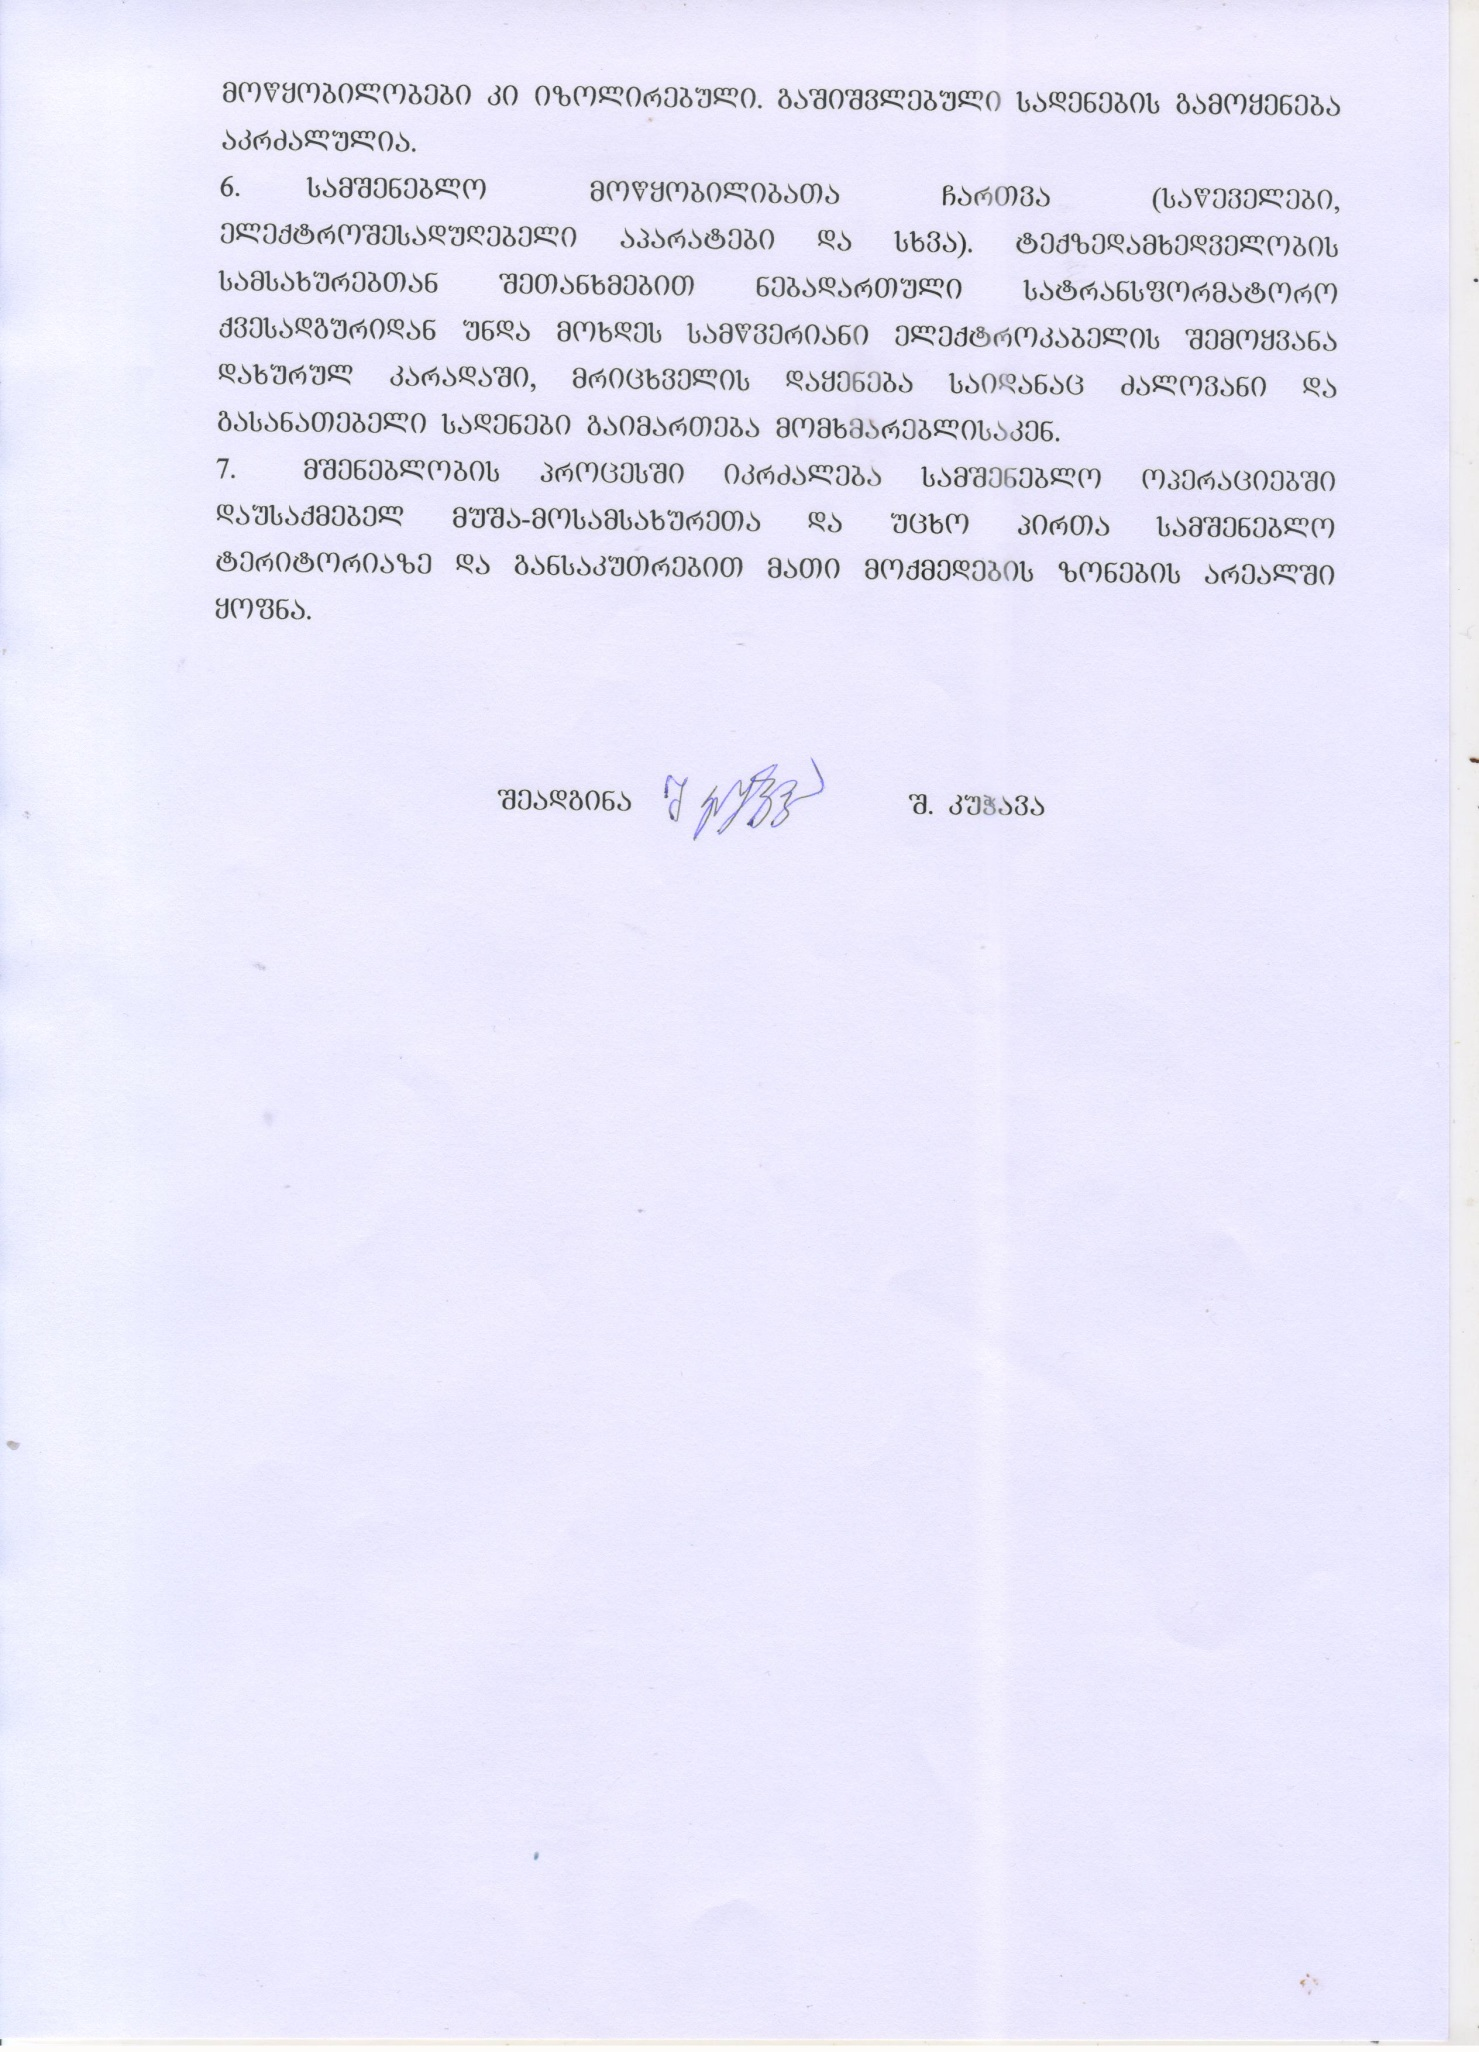 მოწყობილობები კი იზოლირებული. გაშიშვლებული სადენების გამოყენება
აკრძალულია.
6. სამშენებლო მოწყობილიბათა ჩართვა (საწეველები,
ელექტროშესადუღებელი აპარატები და სხვა). ტექზედამხედველობის
სამსახურებთან შეთანხმებით ნებადართული სატრანსფორმატორო
ქვესადგურიდან უნდა მოხდეს სამწვერიანი ელექტროკაბელის შემოყვანა
დახურულ კარადაში, მრიცხველის დაყენება საიდანაც ძალოვანი და
გასანათებელი სადენები გაიმართება მომხმარებლისაკენ.
7. მშენებლობის პროცესში იკრძალება სამშენებლო ოპერაციებში
დაუსაქმებელ მუშა-მოსამსახურეთა და უცხო პირთა სამშენებლო
ტერიტორიაზე და განსაკუთრებით მათი მოქმედების ზონების არეალში
ყოფნა.
შეადგინა შ. კუჭავა